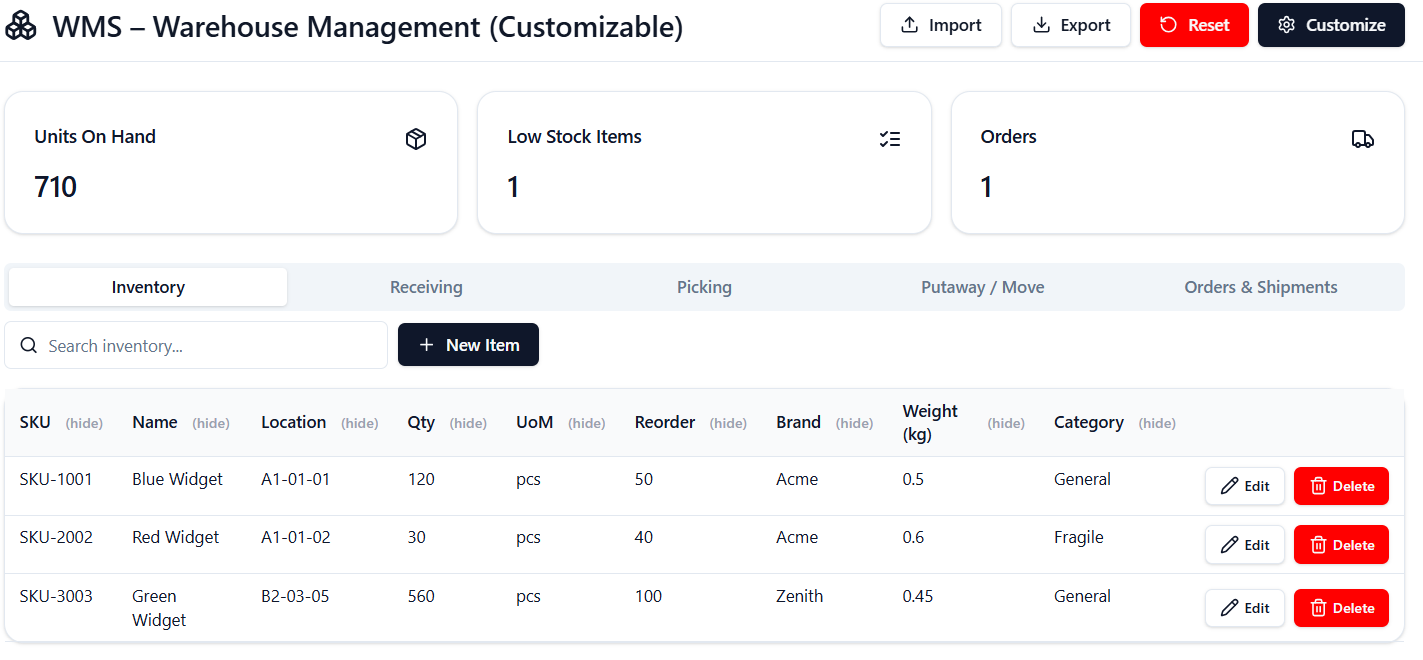 WMS – Warehouse Management (Customizable)
Import
Export
Reset
Customize
Units On Hand
710
Low Stock Items
1
Orders
1
Inventory
Receiving
Picking
Putaway / Move
Orders & Shipments
Search inventory...
+ New Item
SKU (hide) Name (hide) Location (hide) Qty (hide) UoM (hide) Reorder (hide) Brand (hide) Weight (kg) (hide) Category (hide)
SKU-1001 Blue Widget A1-01-01 120 pcs 50 Acme 0.5 General Edit Delete
SKU-2002 Red Widget A1-01-02 30 pcs 40 Acme 0.6 Fragile Edit Delete
SKU-3003 Green Widget B2-03-05 560 pcs 100 Zenith 0.45 General Edit Delete